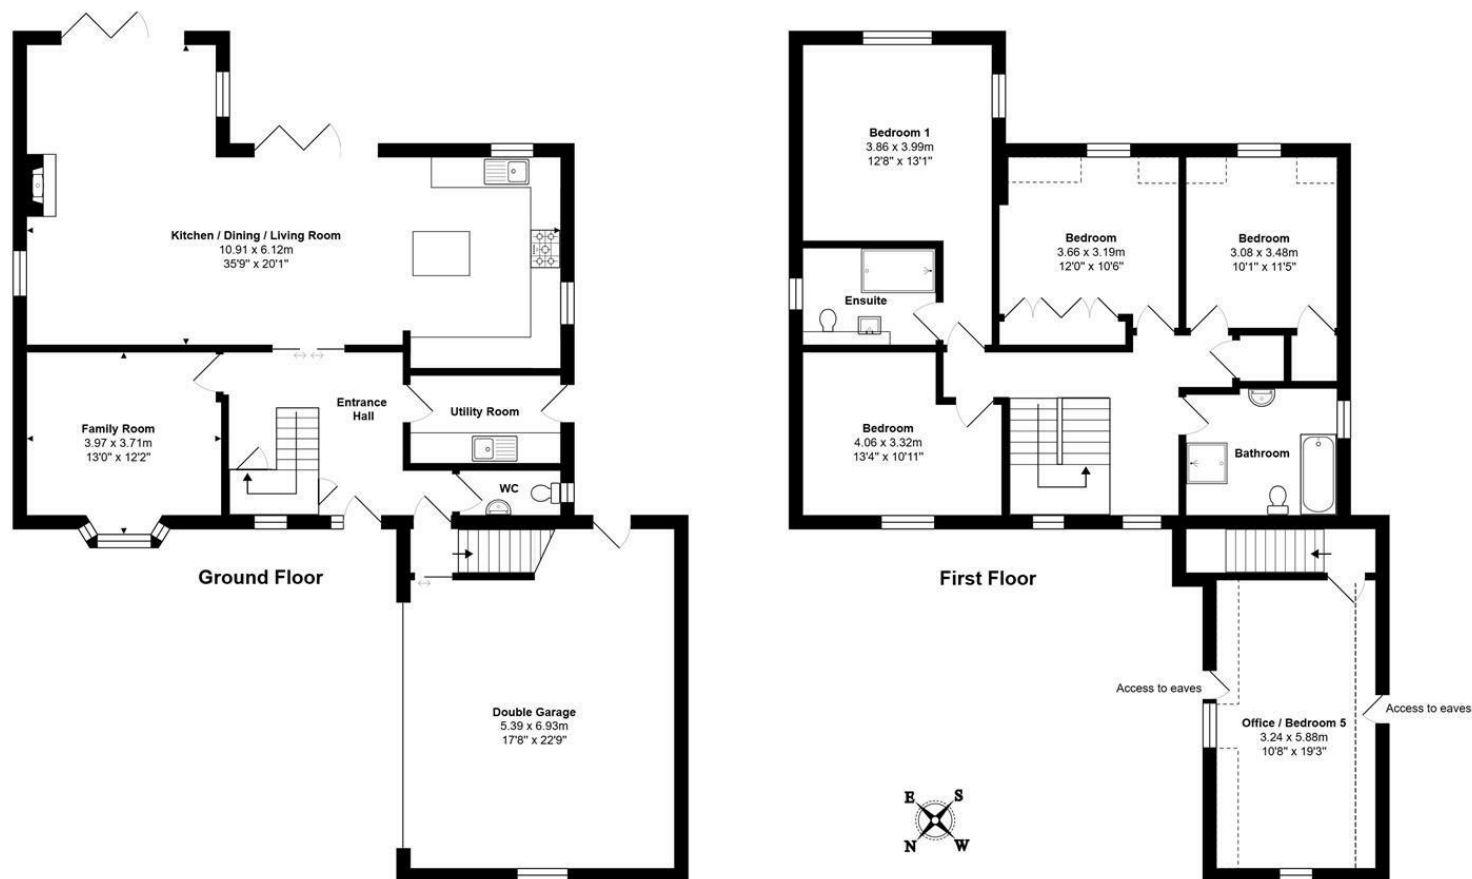 Kitchen / Dining / Living Room
10.91 x 6.12m
35'9" x 20'1"
Family Room
3.97 x 3.71m
13'0" x 12'2"
Entrance
Hall
Utility Room
WC
Ground Floor
Double Garage
5.39 x 6.93m
17'8" x 22'9"
Bedroom 1
3.86 x 3.99m
12'8" x 13'1"
Bedroom
3.66 x 3.19m
12'0" x 10'6"
Bedroom
3.08 x 3.48m
10'1" x 11'5"
Ensuite
Bedroom
4.06 x 3.32m
13'4" x 10'11"
Bathroom
First Floor
Access to eaves
Access to eaves
Office / Bedroom 5
3.24 x 5.88m
10'8" x 19'3"
E S
N W